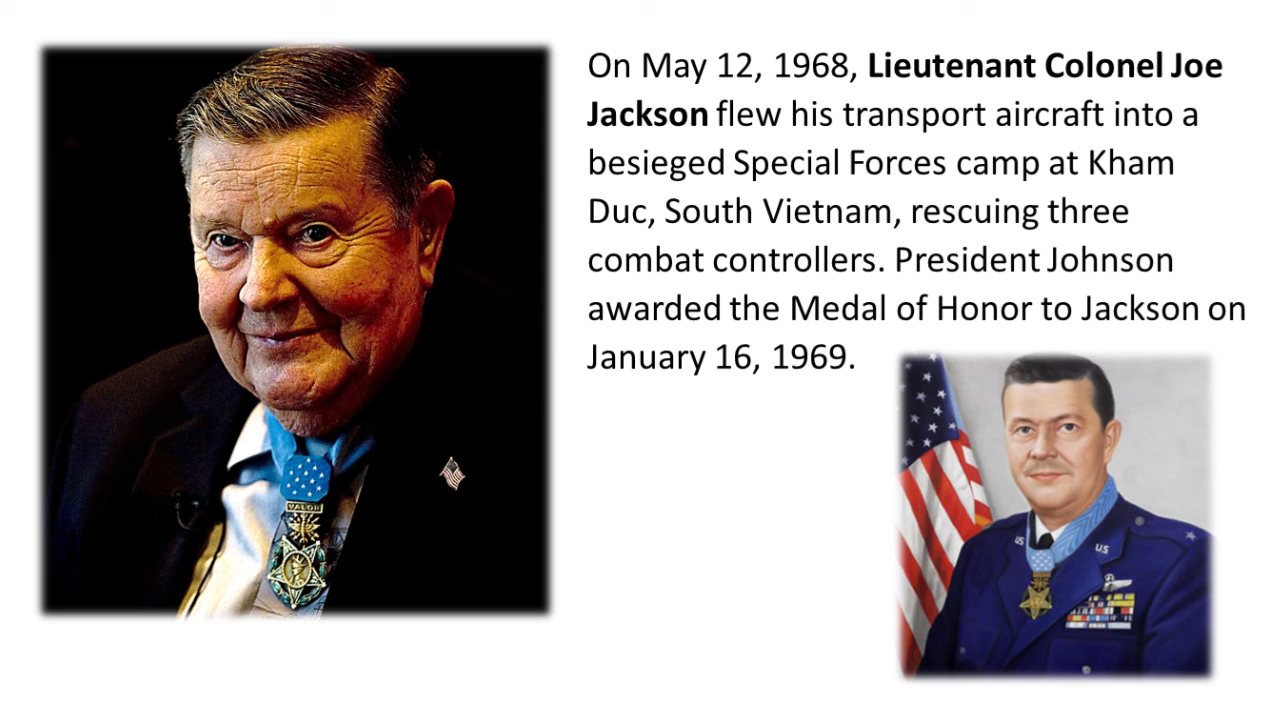 On May 12, 1968, Lieutenant Colonel Joe
Jackson flew his transport aircraft into a
besieged Special Forces camp at Kham
Duc, South Vietnam, rescuing three
combat controllers. President Johnson
awarded the Medal of Honor to Jackson on
January 16, 1969.
VALOR
US
US